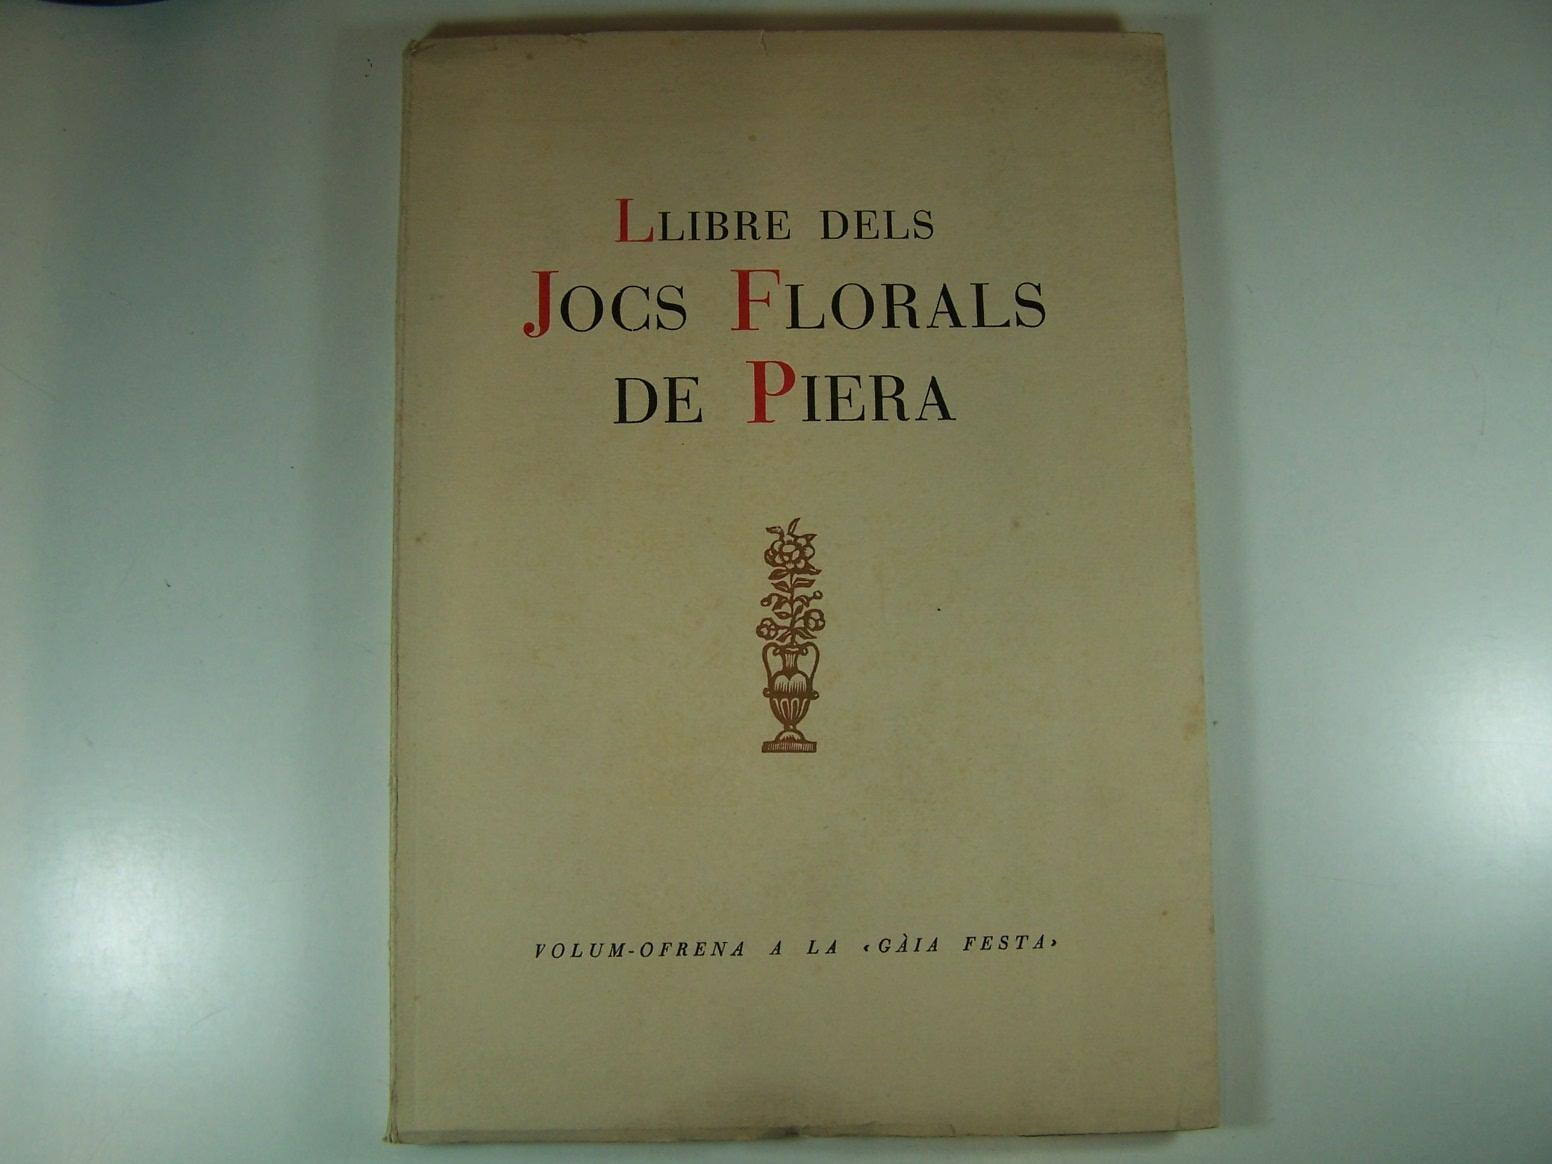 LLIBRE DELS
JOCS FLORALS
DE PIERA
VOLUM-OFRENA A LA ‹GÀIA FESTA›